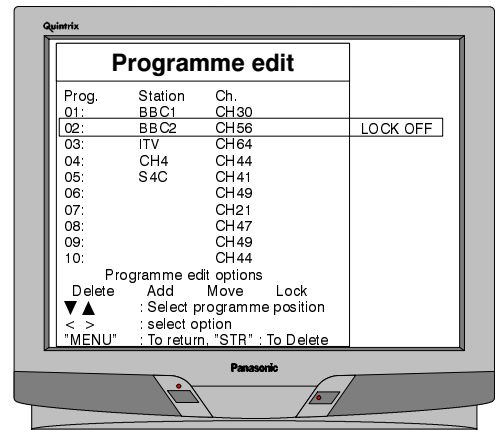 Quintrix
Programme edit
Prog. Station Ch.
01: BBC1 CH30
02: BBC2 CH56 LOCK OFF
03: ITV CH64
04: CH4 CH44
05: S4C CH41
06: CH49
07: CH21
08: CH47
09: CH49
10: CH44
Programme edit options
Delete Add Move Lock
▼ ▲ : Select programme position
< > : select option
"MENU" : To return, "STR" : To Delete
Panasonic